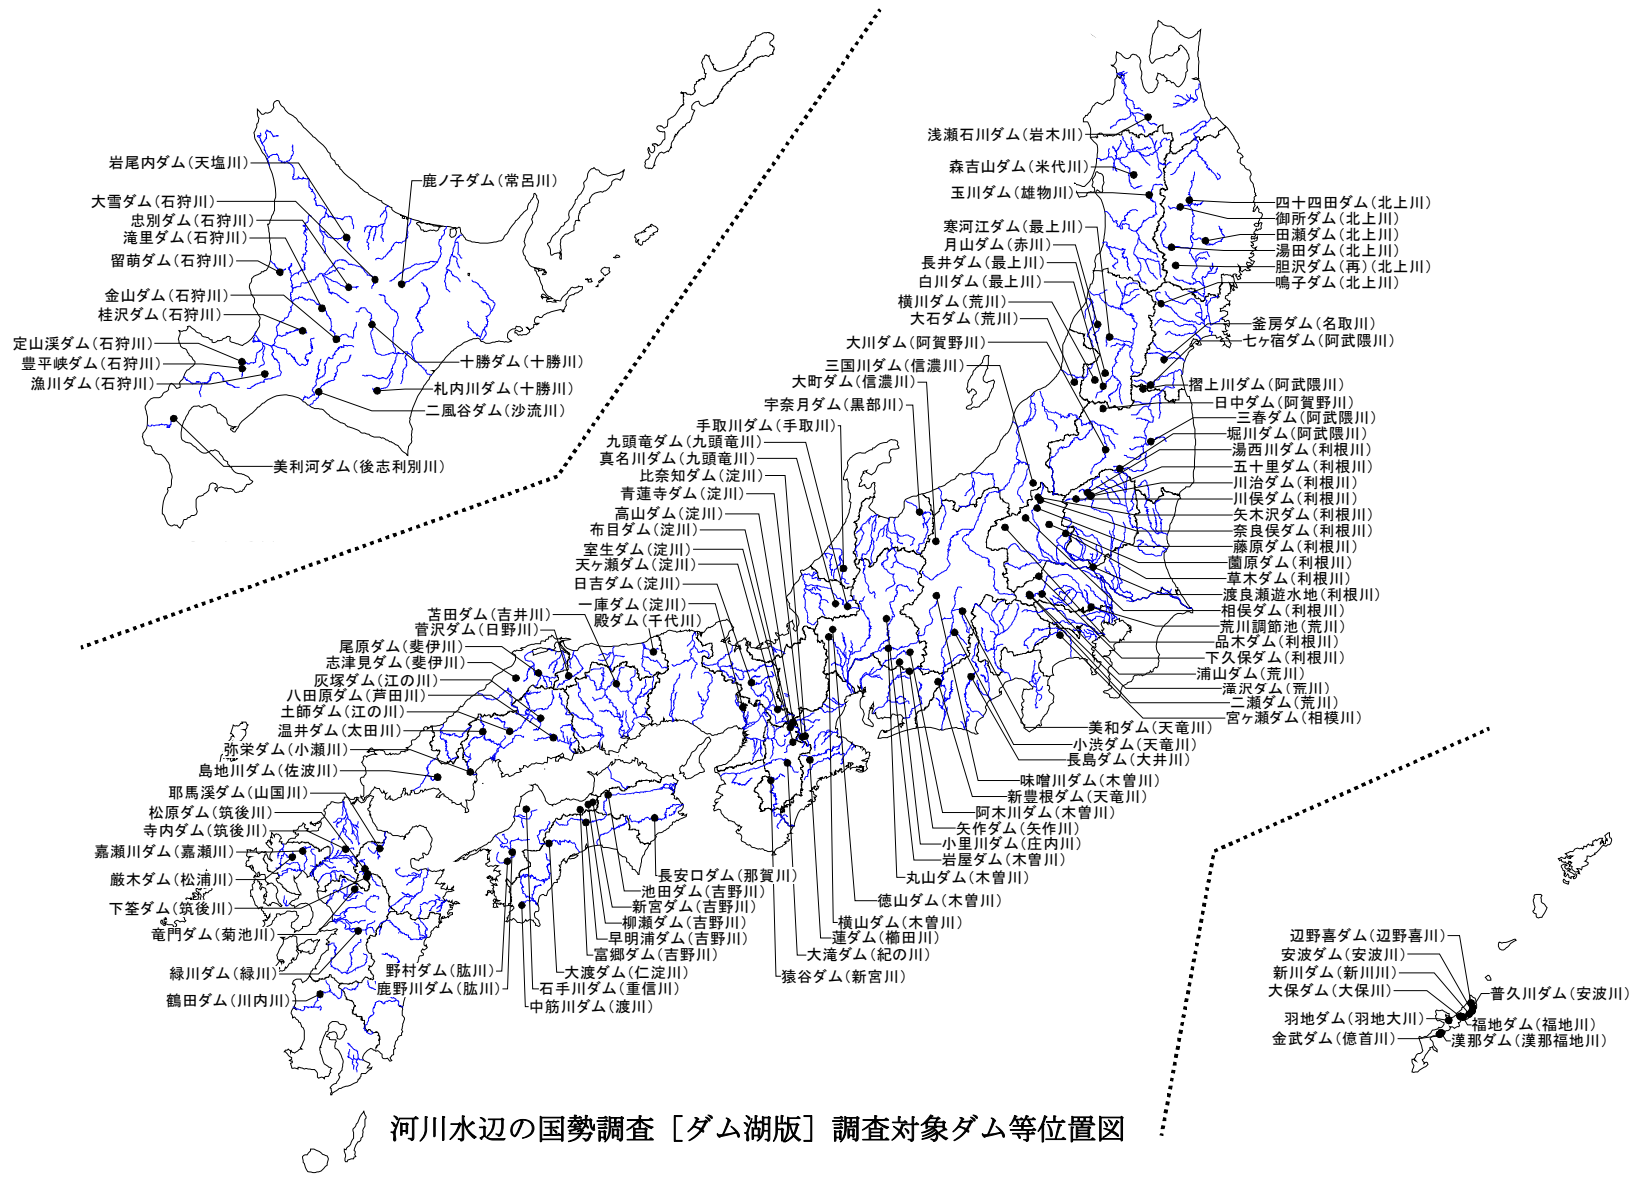 岩尾内ダム(天塩川)
大雪ダム(石狩川)
忠別ダム(石狩川)
滝里ダム(石狩川)
留萌ダム(石狩川)
金山ダム(石狩川)
桂沢ダム(石狩川)
定山渓ダム(石狩川)
豊平峡ダム(石狩川)
漁川ダム(石狩川)
鹿ノ子ダム(常呂川)
十勝ダム(十勝川)
札内川ダム(十勝川)
二風谷ダム(沙流川)
美利河ダム(後志利別川)
浅瀬石川ダム(岩木川)
森吉山ダム(米代川)
玉川ダム(雄物川)
寒河江ダム(最上川)
月山ダム(赤川)
長井ダム(最上川)
白川ダム(最上川)
横川ダム(荒川)
大石ダム(荒川)
大川ダム(阿賀野川)
三国川ダム(信濃川)
大町ダム(信濃川)
宇奈月ダム(黒部川)
手取川ダム(手取川)
九頭竜ダム(九頭竜川)
真名川ダム(九頭竜川)
比奈知ダム(淀川)
青蓮寺ダム(淀川)
高山ダム(淀川)
布目ダム(淀川)
室生ダム(淀川)
天ヶ瀬ダム(淀川)
日吉ダム(淀川)
一庫ダム(淀川)
殿ダム(千代川)
苫田ダム(吉井川)
菅沢ダム(日野川)
尾原ダム(斐伊川)
志津見ダム(斐伊川)
灰塚ダム(江の川)
八田原ダム(芦田川)
土師ダム(江の川)
温井ダム(太田川)
弥栄ダム(小瀬川)
島地川ダム(佐波川)
耶馬溪ダム(山国川)
松原ダム(筑後川)
寺内ダム(筑後川)
嘉瀬川ダム(嘉瀬川)
厳木ダム(松浦川)
下筌ダム(筑後川)
竜門ダム(菊池川)
緑川ダム(緑川)
鶴田ダム(川内川)
四十四田ダム(北上川)
御所ダム(北上川)
田瀬ダム(北上川)
湯田ダム(北上川)
胆沢ダム(再)(北上川)
鳴子ダム(北上川)
釜房ダム(名取川)
七ヶ宿ダム(阿武隈川)
摺上川ダム(阿武隈川)
日中ダム(阿賀野川)
三春ダム(阿武隈川)
堀川ダム(阿武隈川)
湯西川ダム(利根川)
五十里ダム(利根川)
川治ダム(利根川)
川俣ダム(利根川)
矢木沢ダム(利根川)
奈良俣ダム(利根川)
藤原ダム(利根川)
薗原ダム(利根川)
草木ダム(利根川)
渡良瀬遊水地(利根川)
相俣ダム(利根川)
荒川調節池(荒川)
品木ダム(利根川)
下久保ダム(利根川)
浦山ダム(荒川)
滝沢ダム(荒川)
二瀬ダム(荒川)
宮ヶ瀬ダム(相模川)
美和ダム(天竜川)
小渋ダム(天竜川)
長島ダム(大井川)
味噌川ダム(木曽川)
新豊根ダム(天竜川)
阿木川ダム(木曽川)
矢作ダム(矢作川)
小里川ダム(庄内川)
岩屋ダム(木曽川)
丸山ダム(木曽川)
徳山ダム(木曽川)
横山ダム(木曽川)
蓮ダム(櫛田川)
大滝ダム(紀の川)
猿谷ダム(新宮川)
長安口ダム(那賀川)
池田ダム(吉野川)
新宮ダム(吉野川)
柳瀬ダム(吉野川)
早明浦ダム(吉野川)
富郷ダム(吉野川)
大渡ダム(仁淀川)
石手川ダム(重信川)
中筋川ダム(渡川)
野村ダム(肱川)
鹿野川ダム(肱川)
辺野喜ダム(辺野喜川)
安波ダム(安波川)
新川ダム(新川川)
大保ダム(大保川)
羽地ダム(羽地大川)
金武ダム(億首川)
普久川ダム(安波川)
福地ダム(福地川)
漢那ダム(漢那福地川)
河川水辺の国勢調査[ダム湖版]調査対象ダム等位置図